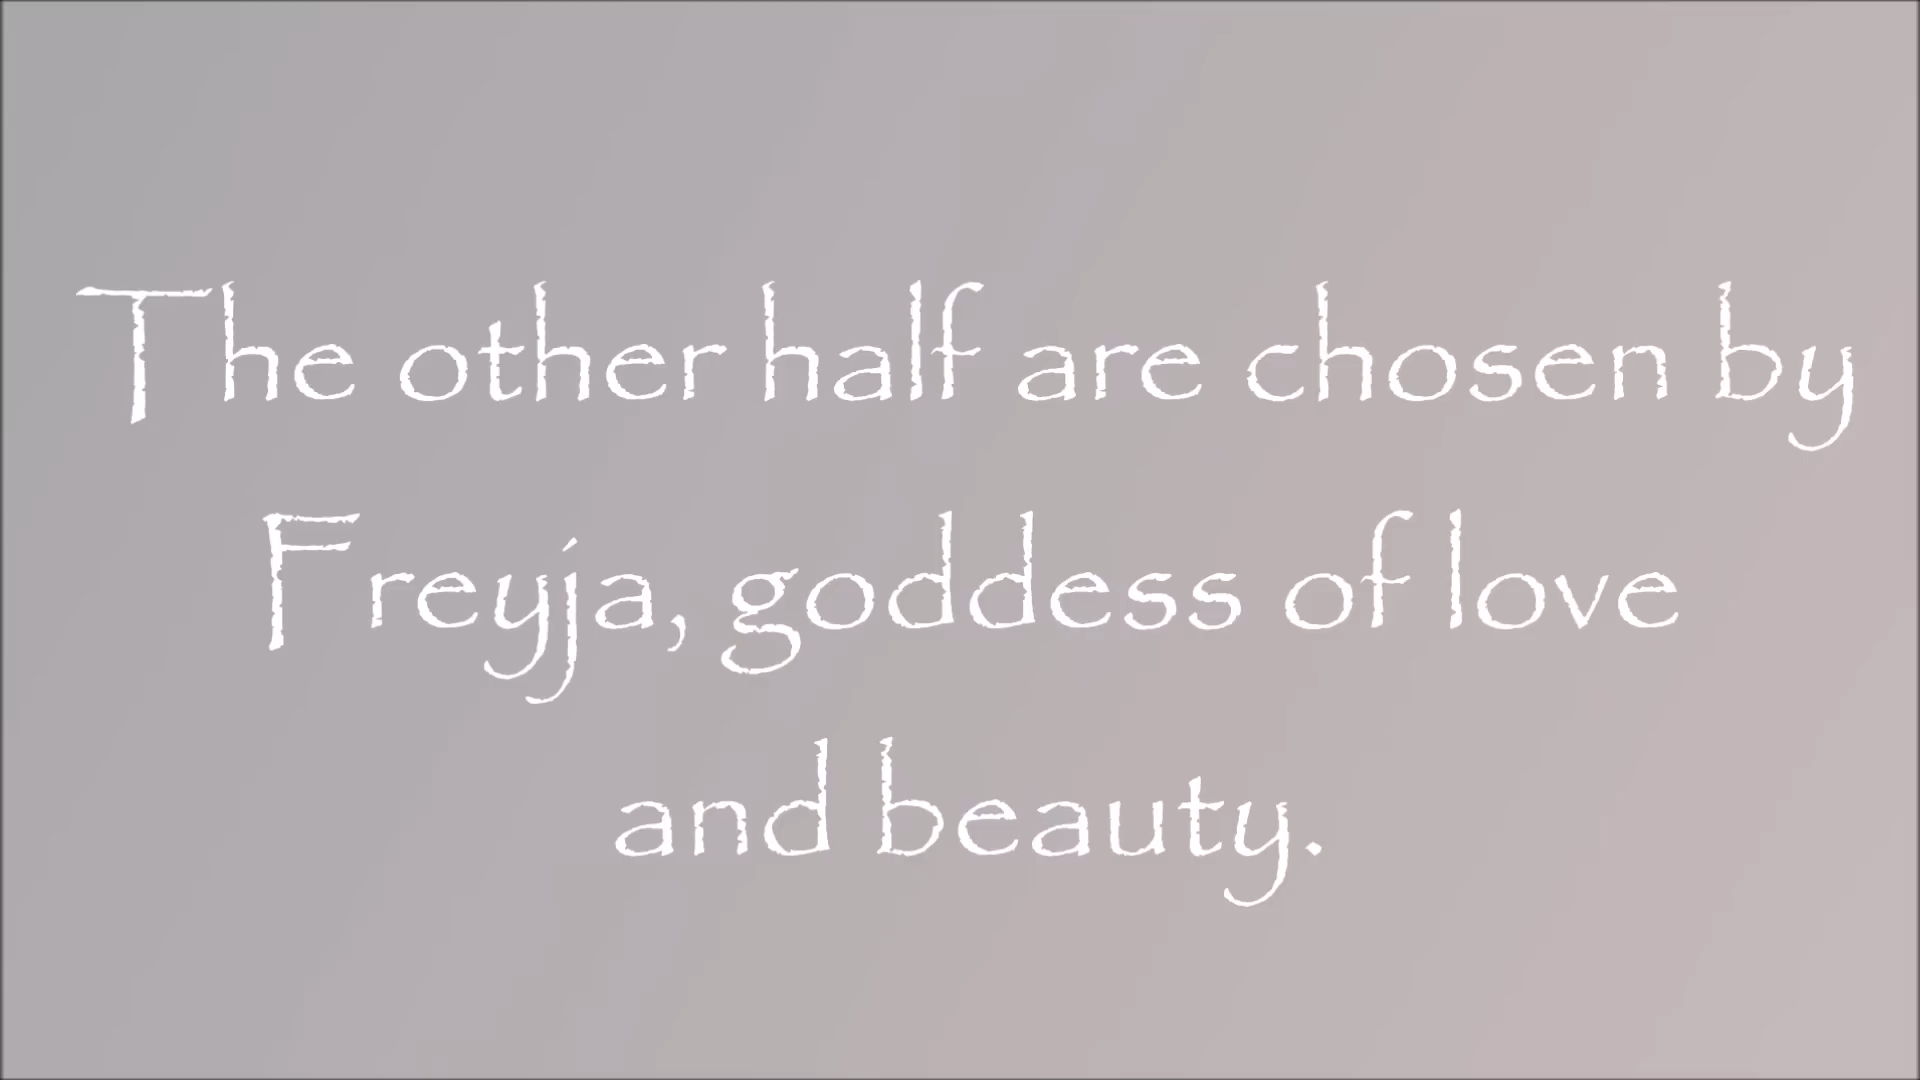 The other half are chosen by
Freyja, goddess of love
and beauty.